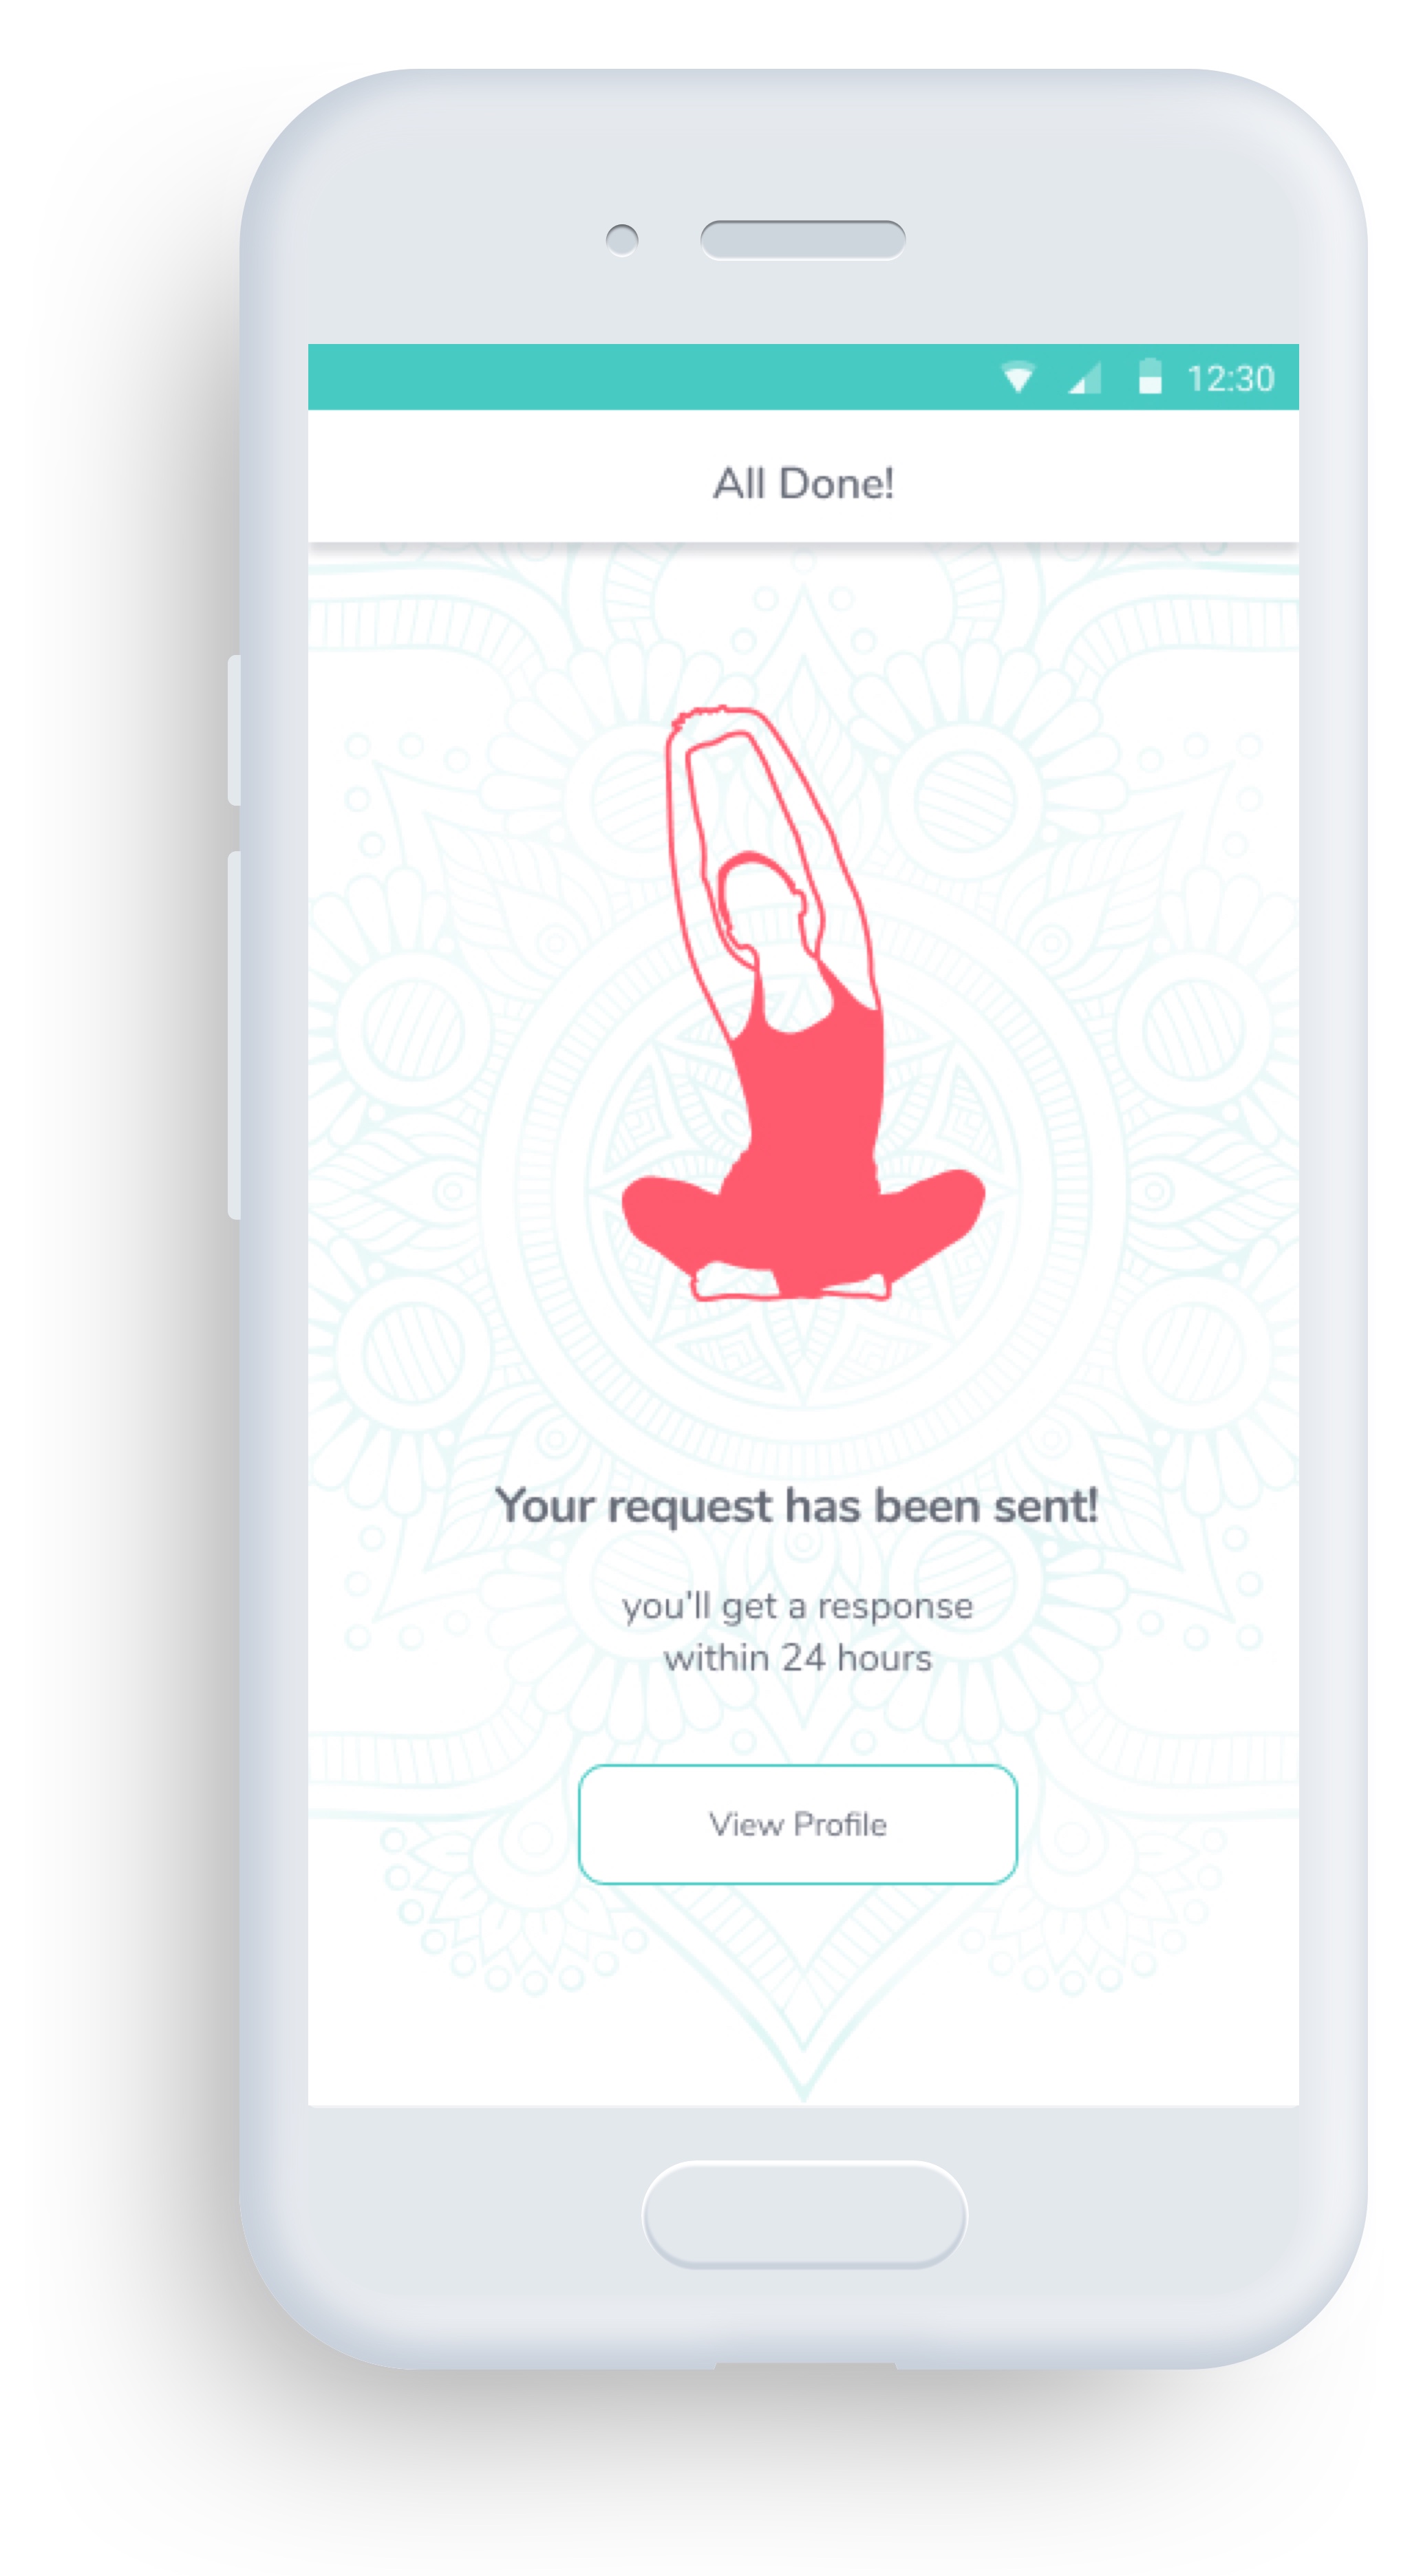 12:30
All Done!
Your request has been sent!
you'll get a response
within 24 hours
View Profile